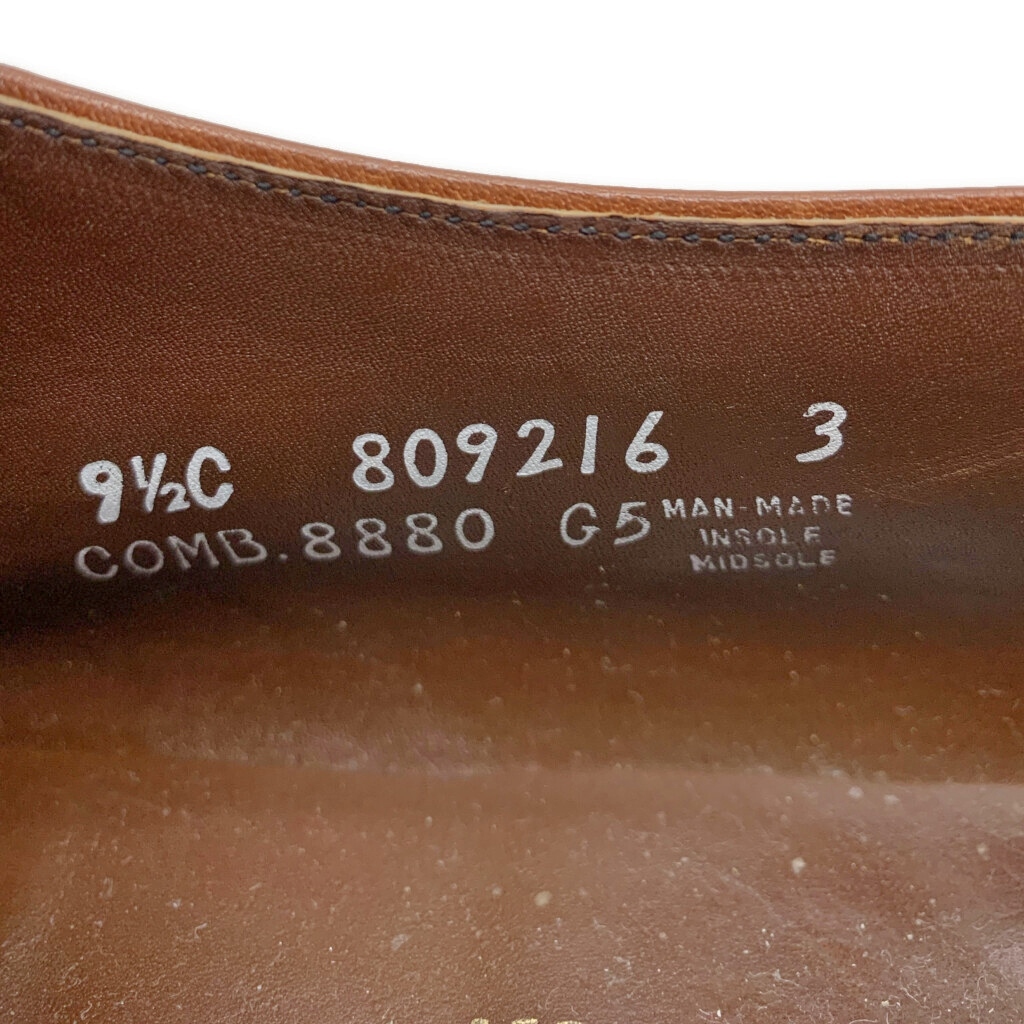 9½C 809216 3
COMB.8880 G5 MAN-MADE
INSOLE
MIDSOLE